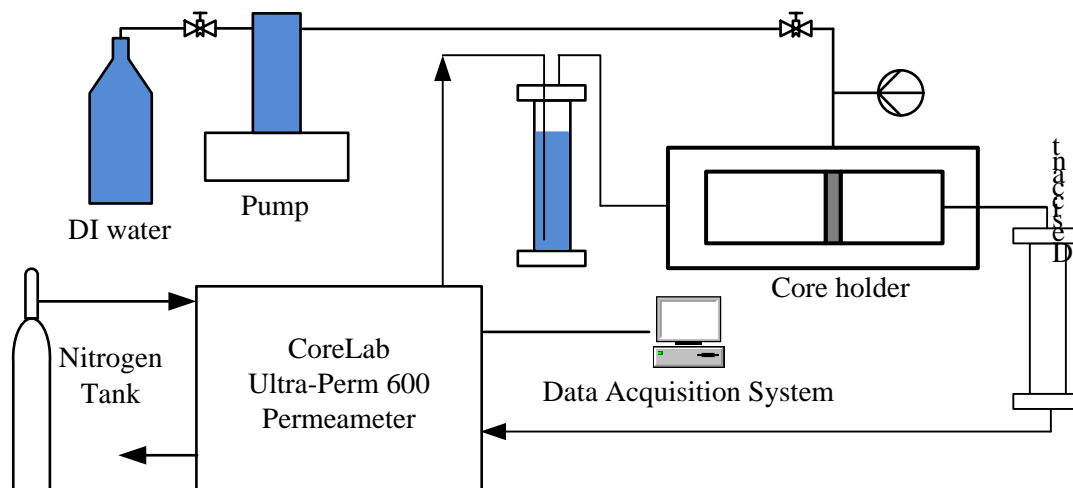 DI water
Pump
Desiccant
Core holder
Nitrogen
Tank
CoreLab
Ultra-Perm 600
Permeameter
Data Acquisition System